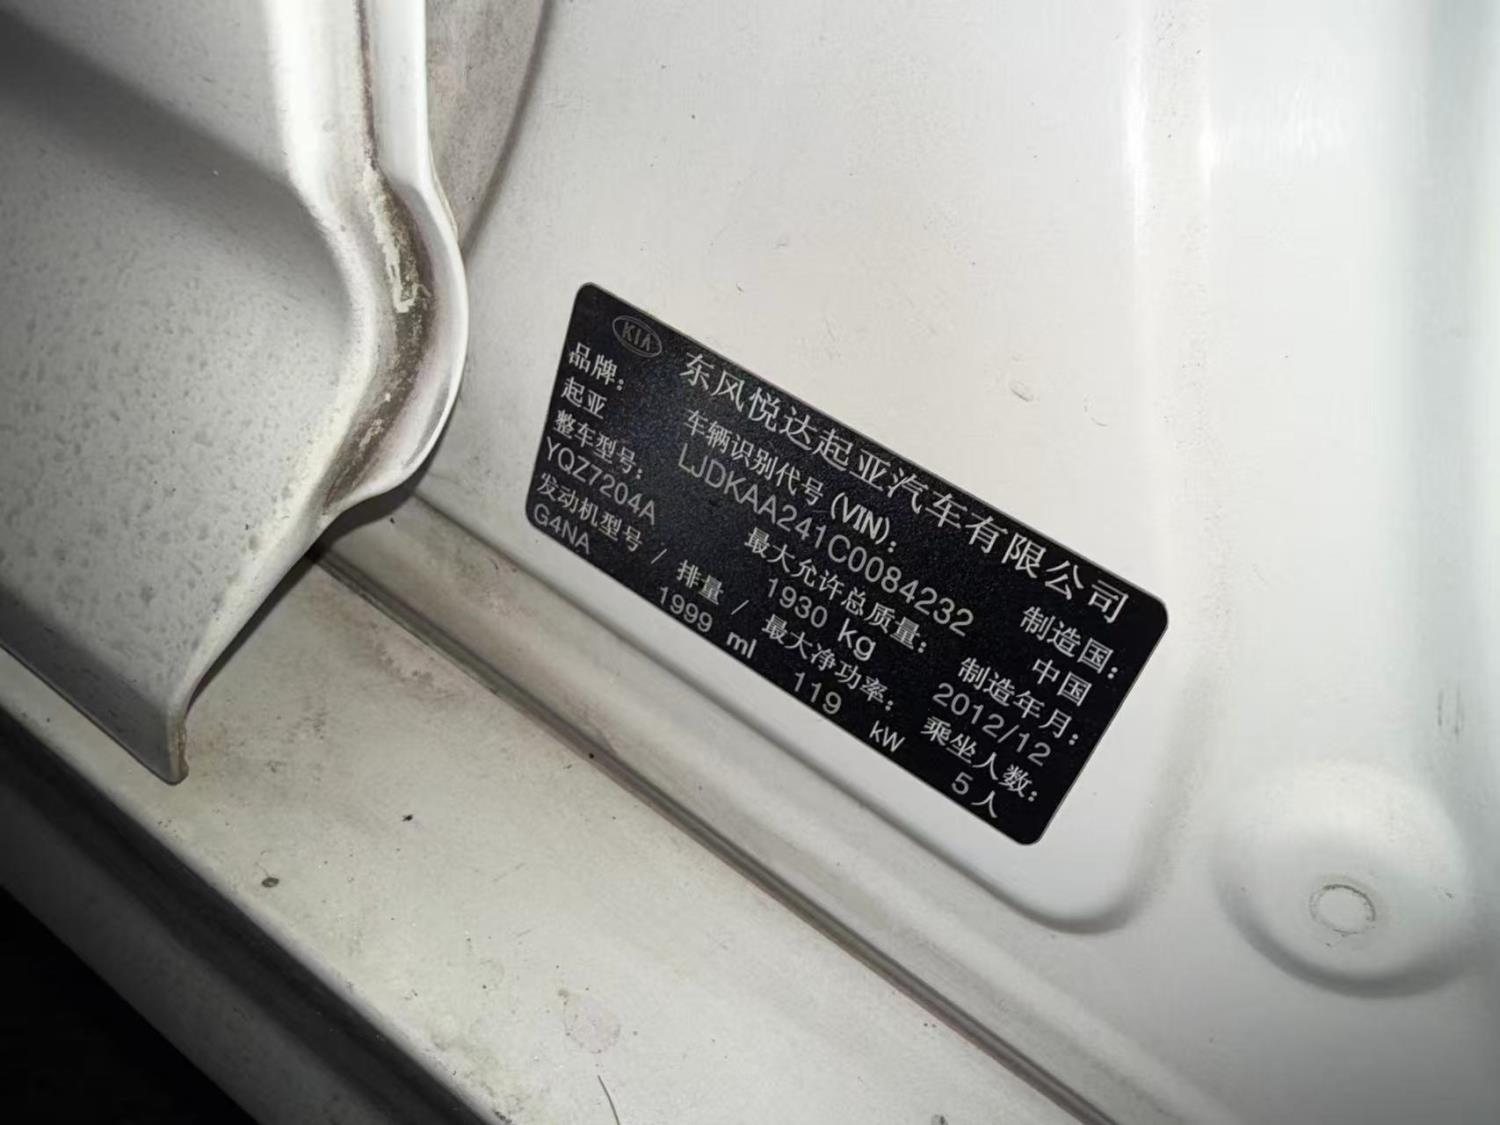 KIA 东风悦达起亚汽车有限公司
品牌： 车辆识别代号 (VIN)： 制造国：
起亚 LJDKAA241C0084232 中国
整车型号： 最大允许总质量： 制造年月：
YQZ7204A 1930 kg 2012/12
发动机型号 / 排量 / 最大净功率： 乘坐人数：
G4NA 1999 ml 119 kW 5 人